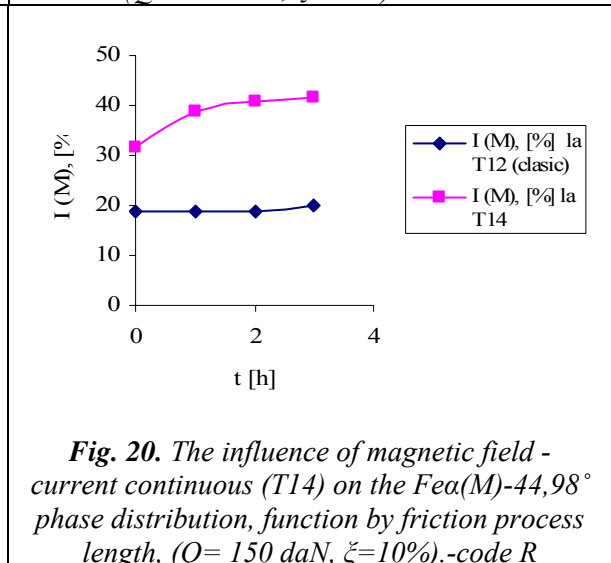 50
40
30
20
10
0
I (M), [%
0
2
4
t [h]
I (M), [%] la
T12 (clasic)
I (M), [%] la
T14
Fig. 20. The influence of magnetic field -
current continuous (T14) on the Feα(M)-44,98°
phase distribution, function by friction process
length, (Q= 150 daN, ξ=10%).-code R